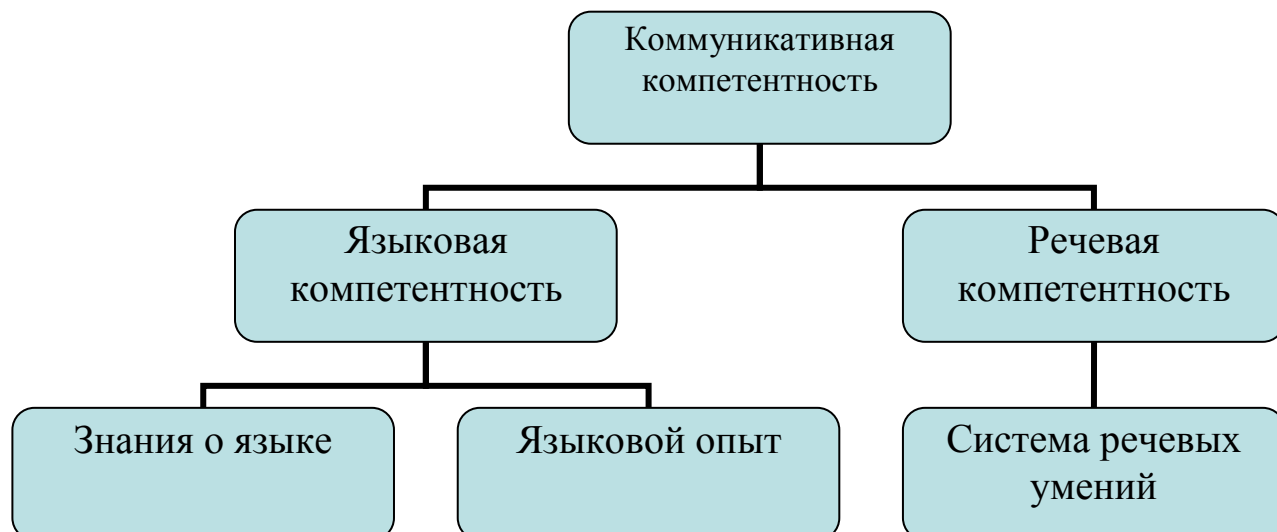 Коммуникативная
компетентность
Языковая
компетентность
Речевая
компетентность
Знания о языке
Языковой опыт
Система речевых
умений